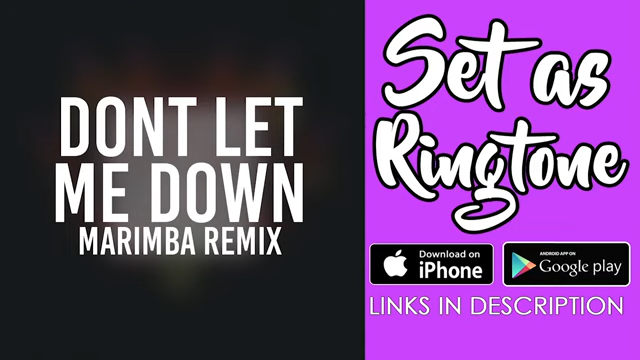 DONT LET
ME DOWN
MARIMBA REMIX
Set as
Ringtone
Download on
iPhone
ANDROID APP ON
Google play
LINKS IN DESCRIPTION